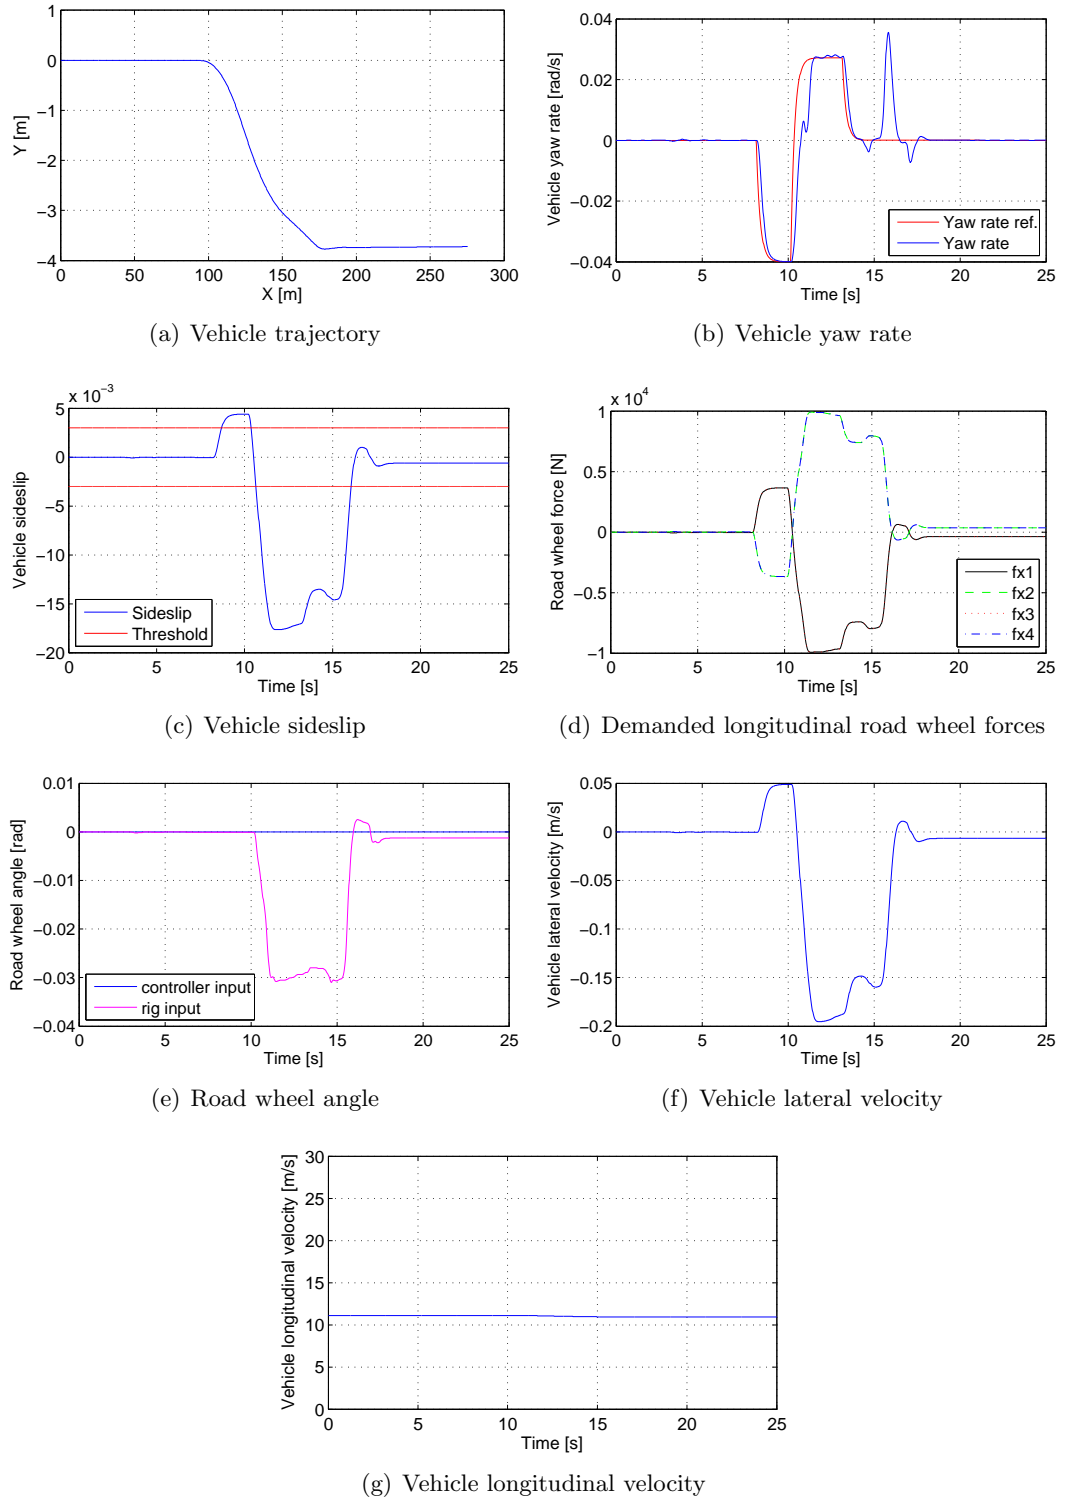 1
0
−1
−2
−3
−4
0 50 100 150 200 250 300
Y [m]
X [m]
(a) Vehicle trajectory
0.04
0.02
0
−0.02
−0.04
0 5 10 15 20 25
Vehicle yaw rate [rad/s]
Time [s]
Yaw rate ref.
Yaw rate
(b) Vehicle yaw rate
x 10⁻³
5
0
−5
−10
−15
−20
0 5 10 15 20 25
Vehicle sideslip
Time [s]
Sideslip
Threshold
(c) Vehicle sideslip
x 10⁴
1
0.5
0
−0.5
−1
0 5 10 15 20 25
Road wheel force [N]
Time [s]
fx1
fx2
fx3
fx4
(d) Demanded longitudinal road wheel forces
0.01
0
−0.01
−0.02
−0.03
−0.04
0 5 10 15 20 25
Road wheel angle [rad]
Time [s]
controller input
rig input
(e) Road wheel angle
0.05
0
−0.05
−0.1
−0.15
−0.2
0 5 10 15 20 25
Vehicle lateral velocity [m/s]
Time [s]
(f) Vehicle lateral velocity
30
25
20
15
10
5
0
0 5 10 15 20 25
Vehicle longitudinal velocity [m/s]
Time [s]
(g) Vehicle longitudinal velocity